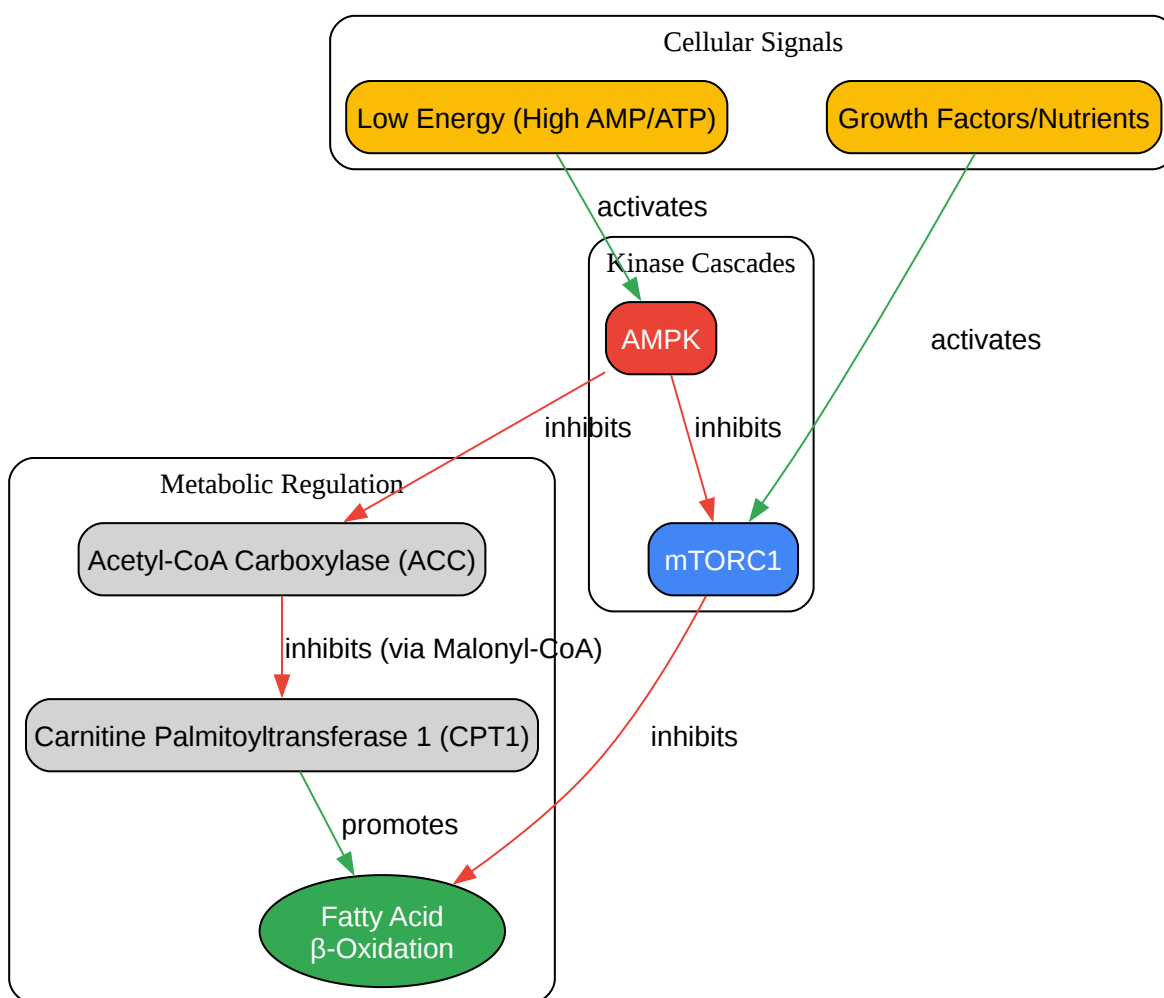 Cellular Signals
Low Energy (High AMP/ATP)
Growth Factors/Nutrients
activates
Kinase Cascades
AMPK
activates
inhibits
inhibits
Metabolic Regulation
Acetyl-CoA Carboxylase (ACC)
mTORC1
inhibits (via Malonyl-CoA)
Carnitine Palmitoyltransferase 1 (CPT1)
inhibits
promotes
Fatty Acid
β-Oxidation